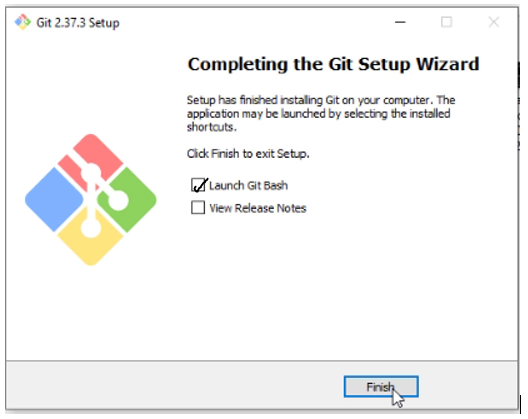 Git 2.37.3 Setup
Completing the Git Setup Wizard
Setup has finished installing Git on your computer. The
application may be launched by selecting the installed
shortcuts.
Click Finish to exit Setup.
Launch Git Bash
View Release Notes
Finish